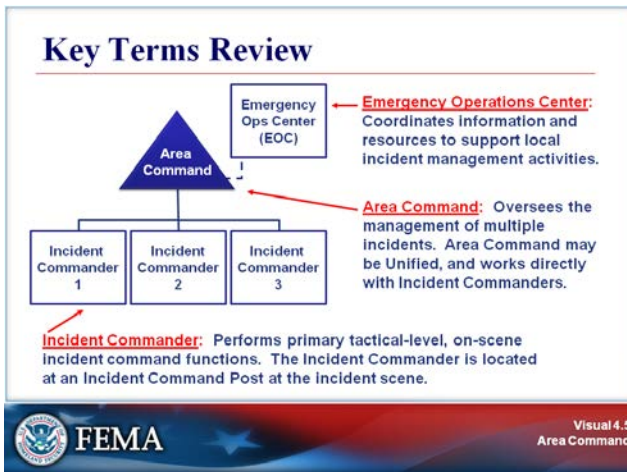 Key Terms Review
Emergency
Ops Center
(EOC)
Area
Command
Incident
Commander
1
Incident
Commander
2
Incident
Commander
3
Emergency Operations Center:
Coordinates information and
resources to support local
incident management activities.
Area Command: Oversees the
management of multiple
incidents. Area Command may
be Unified, and works directly
with Incident Commanders.
Incident Commander: Performs primary tactical-level, on-scene
incident command functions. The Incident Commander is located
at an Incident Command Post at the incident scene.
FEMA
Visual 4.5
Area Command